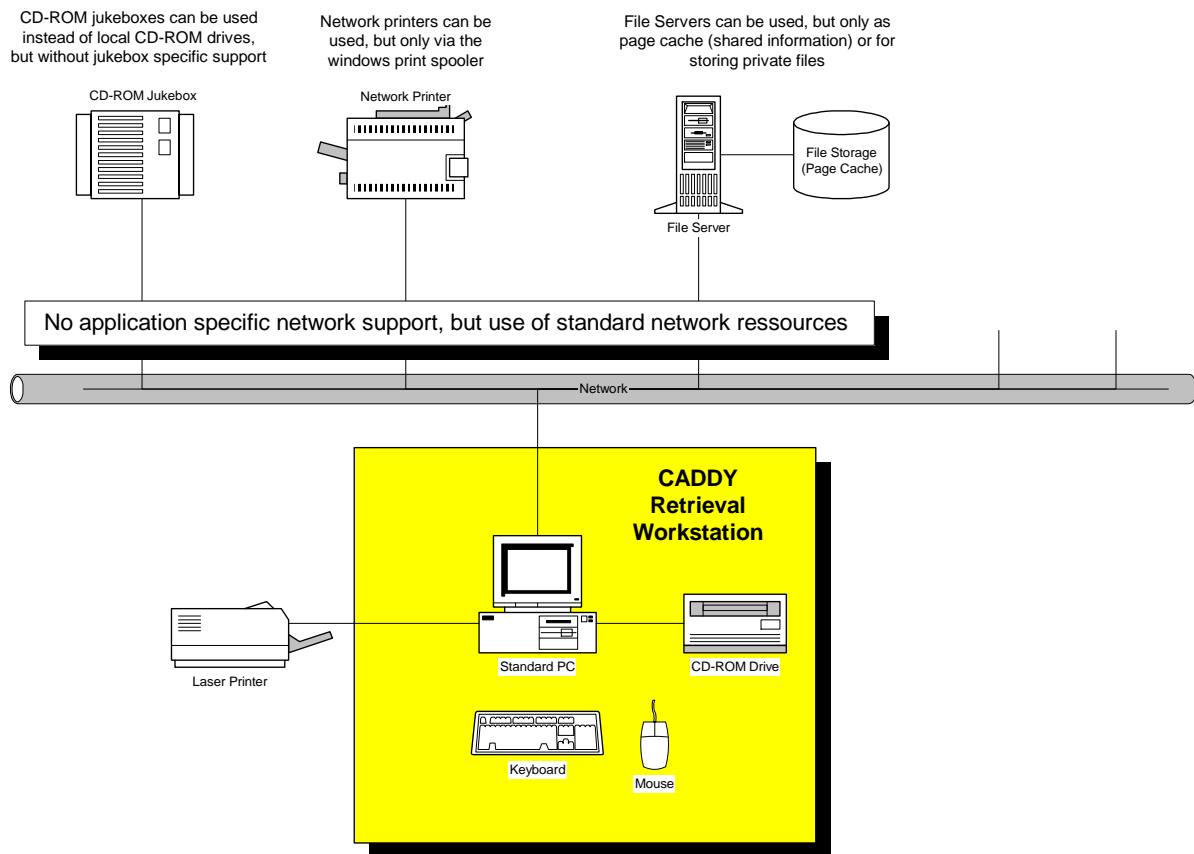 CD-ROM jukeboxes can be used
instead of local CD-ROM drives,
but without jukebox specific support
Network printers can be
used, but only via the
windows print spooler
File Servers can be used, but only as
page cache (shared information) or for
storing private files
CD-ROM Jukebox
Network Printer
File Storage
(Page Cache)
File Server
No application specific network support, but use of standard network ressources
Network
CADDY
Retrieval
Workstation
Laser Printer
Standard PC
CD-ROM Drive
Keyboard
Mouse